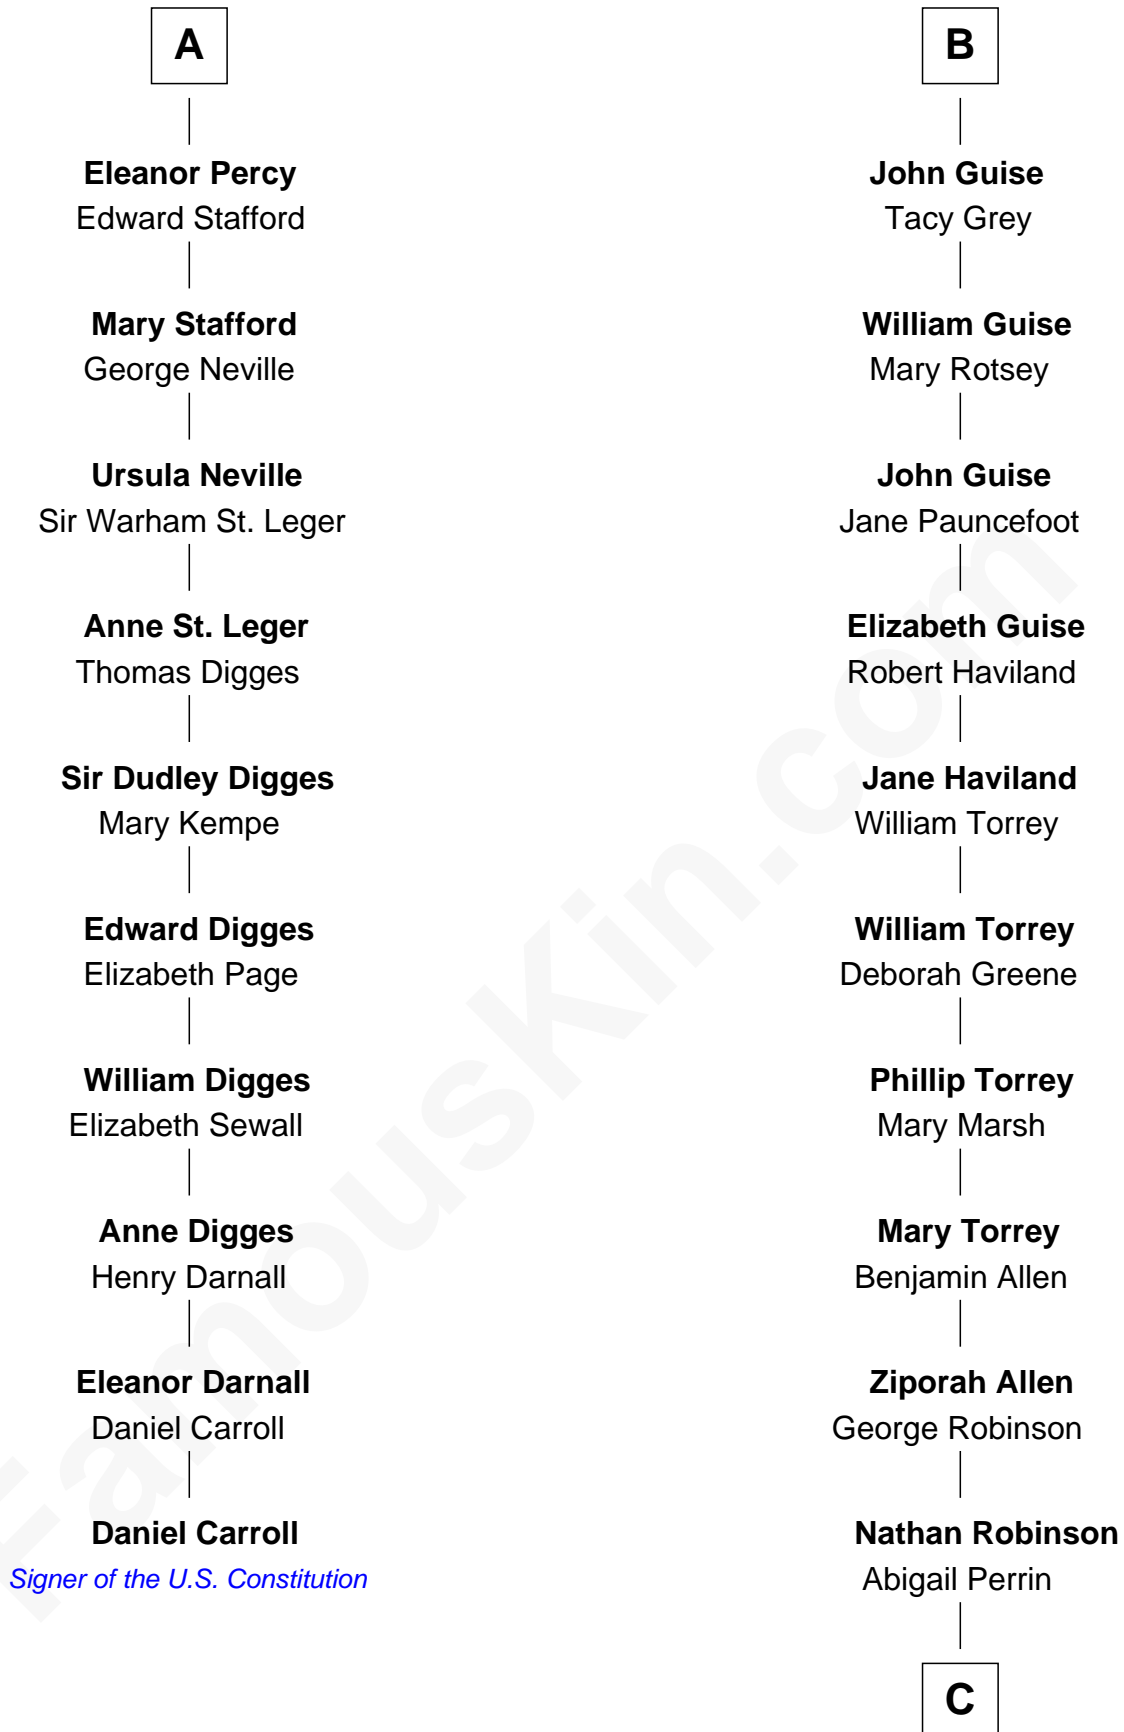 A
Eleanor Percy
Edward Stafford
Mary Stafford
George Neville
Ursula Neville
Sir Warham St. Leger
Anne St. Leger
Thomas Digges
Sir Dudley Digges
Mary Kempe
Edward Digges
Elizabeth Page
William Digges
Elizabeth Sewall
Anne Digges
Henry Darnall
Eleanor Darnall
Daniel Carroll
Daniel Carroll
Signer of the U.S. Constitution
B
John Guise
Tacy Grey
William Guise
Mary Rotsey
John Guise
Jane Pauncefoot
Elizabeth Guise
Robert Haviland
Jane Haviland
William Torrey
William Torrey
Deborah Greene
Phillip Torrey
Mary Marsh
Mary Torrey
Benjamin Allen
Ziporah Allen
George Robinson
Nathan Robinson
Abigail Perrin
C
FamousKin.com